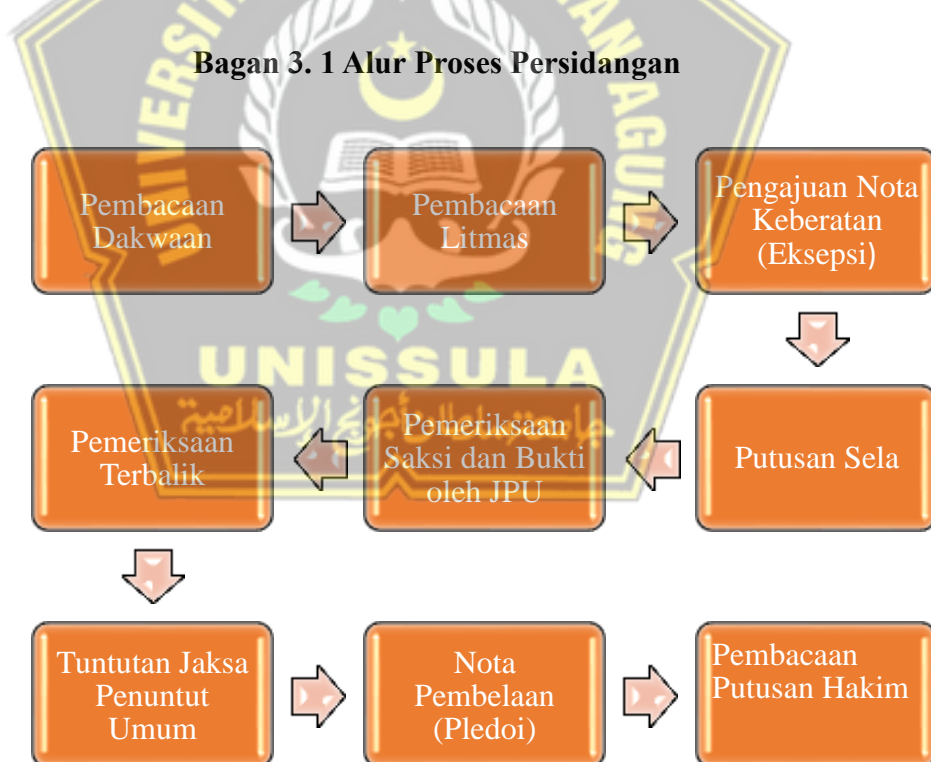 Bagan 3. 1 Alur Proses Persidangan
Pembacaan
Dakwaan
Pembacaan
Litmas
Pengajuan Nota
Keberatan
(Eksepsi)
Putusan Sela
Pemeriksaan
Saksi dan Bukti
oleh JPU
Pemeriksaan
Terbalik
Tuntutan Jaksa
Penuntut
Umum
Nota
Pembelaan
(Pledoi)
Pembacaan
Putusan Hakim
UNISSULA